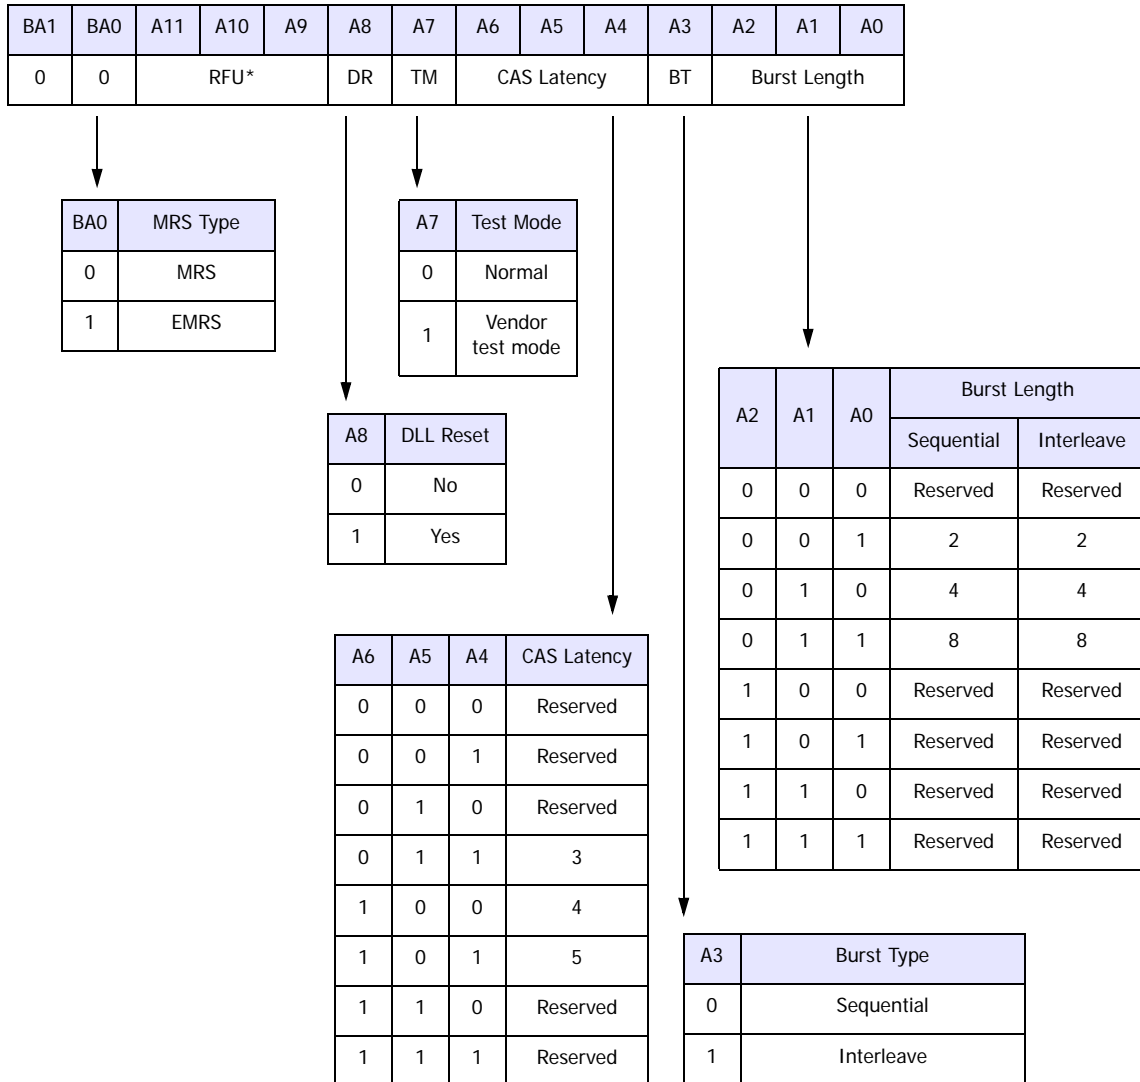 BA1 BA0 A11 A10 A9 A8 A7 A6 A5 A4 A3 A2 A1 A0
0 0 RFU* DR TM CAS Latency BT Burst Length
BA0 MRS Type
0 MRS
1 EMRS
A7 Test Mode
0 Normal
1 Vendor
test mode
A8 DLL Reset
0 No
1 Yes
A2 A1 A0 Burst Length
Sequential Interleave
0 0 0 Reserved Reserved
0 0 1 2 2
0 1 0 4 4
0 1 1 8 8
1 0 0 Reserved Reserved
1 0 1 Reserved Reserved
1 1 0 Reserved Reserved
1 1 1 Reserved Reserved
A6 A5 A4 CAS Latency
0 0 0 Reserved
0 0 1 Reserved
0 1 0 Reserved
0 1 1 3
1 0 0 4
1 0 1 5
1 1 0 Reserved
1 1 1 Reserved
A3 Burst Type
0 Sequential
1 Interleave